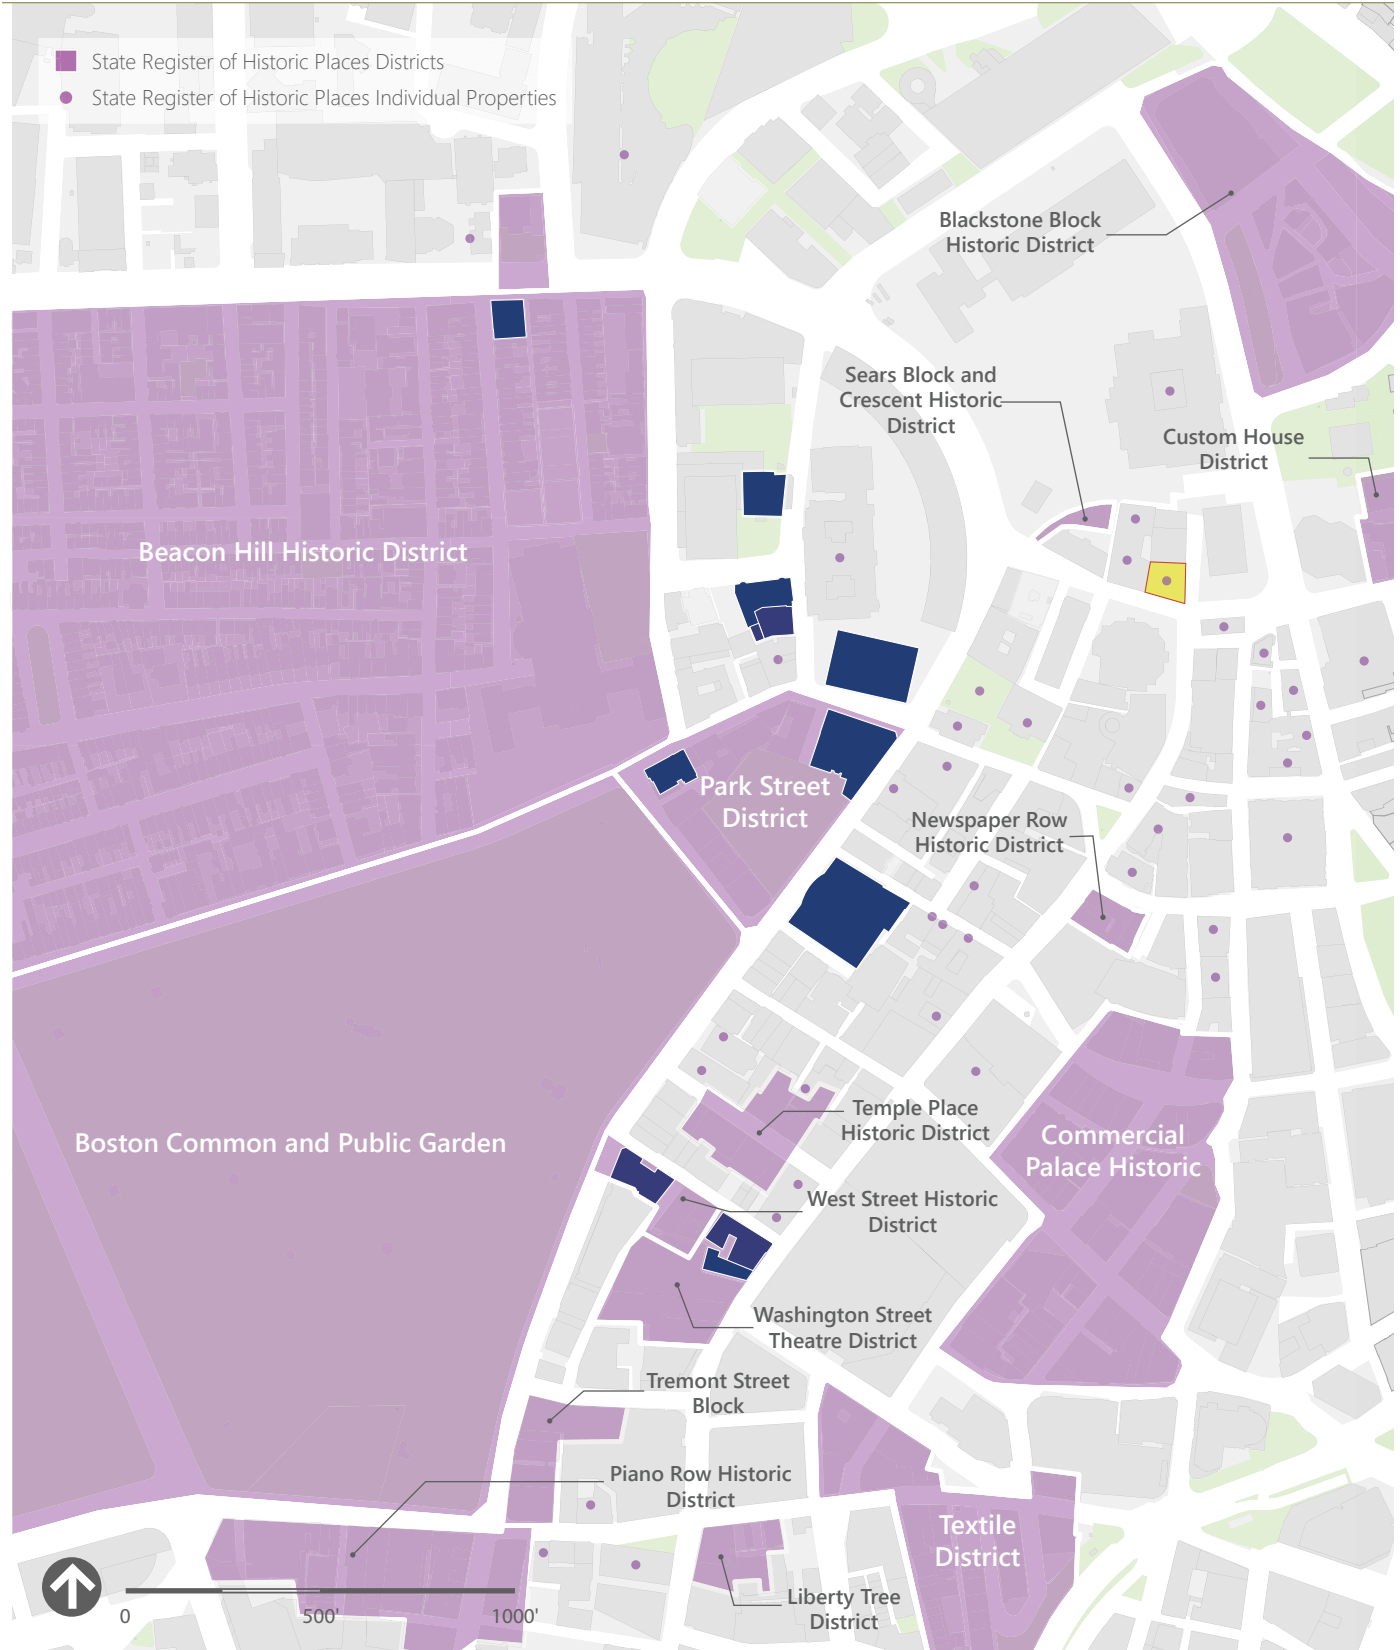 State Register of Historic Places Districts
State Register of Historic Places Individual Properties
Blackstone Block
Historic District
Sears Block and
Crescent Historic
District
Custom House
District
Beacon Hill Historic District
Park Street
District
Newspaper Row
Historic District
Boston Common and Public Garden
Temple Place
Historic District
Commercial
Palace Historic
West Street Historic
District
Washington Street
Theatre District
Tremont Street
Block
Piano Row Historic
District
Textile
District
Liberty Tree
District
0
500'
1000'